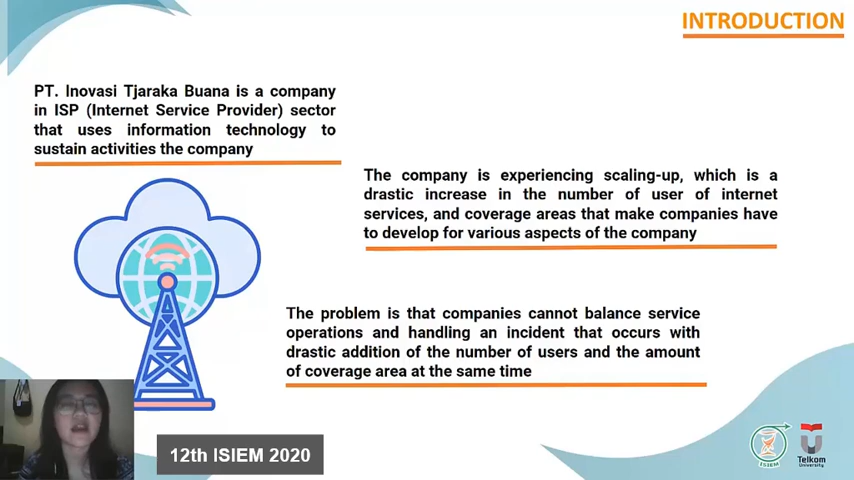 INTRODUCTION
PT. Inovasi Tjaraka Buana is a company
in ISP (Internet Service Provider) sector
that uses information technology to
sustain activities the company
The company is experiencing scaling-up, which is a
drastic increase in the number of user of internet
services, and coverage areas that make companies have
to develop for various aspects of the company
The problem is that companies cannot balance service
operations and handling an incident that occurs with
drastic addition of the number of users and the amount
of coverage area at the same time
12th ISIEM 2020
ISIEM
Telkom
University